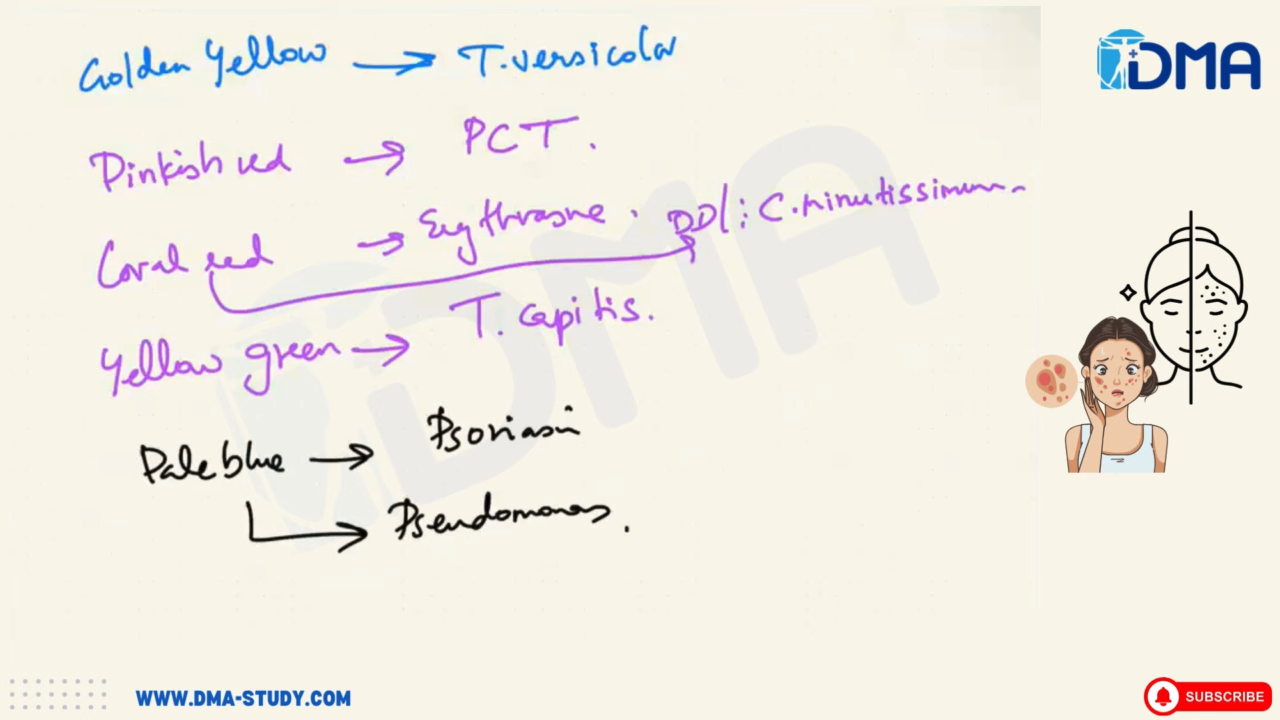 Golden Yellow → T.versicolor
DMA
Pinkish red → PCT.
Coral red → Erythrasma. DD/: C.minutissimum
Yellow green → T. capitis.
Pale blue → Psoriasis
→ Pseudomonas.
DMA
WWW.DMA-STUDY.COM
SUBSCRIBE